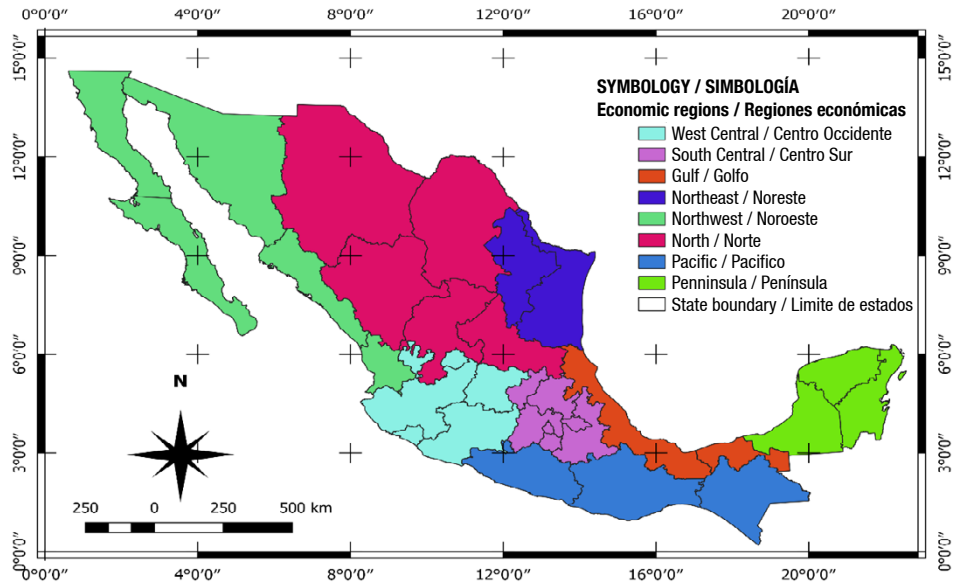 0°0'0" 4°0'0" 8°0'0" 12°0'0" 16°0'0" 20°0'0"
15°0'0" 15°0'0"
SYMBOLOGY / SIMBOLOGÍA
Economic regions / Regiones económicas
West Central / Centro Occidente
South Central / Centro Sur
Gulf / Golfo
Northeast / Noreste
Northwest / Noroeste
North / Norte
Pacific / Pacifico
Penninsula / Península
State boundary / Limite de estados
12°0'0" 12°0'0"
9°0'0" 9°0'0"
6°0'0" 6°0'0"
N
3°0'0" 3°0'0"
250 0 250 500 km
0°0'0" 0°0'0"
0°0'0" 4°0'0" 8°0'0" 12°0'0" 16°0'0" 20°0'0"